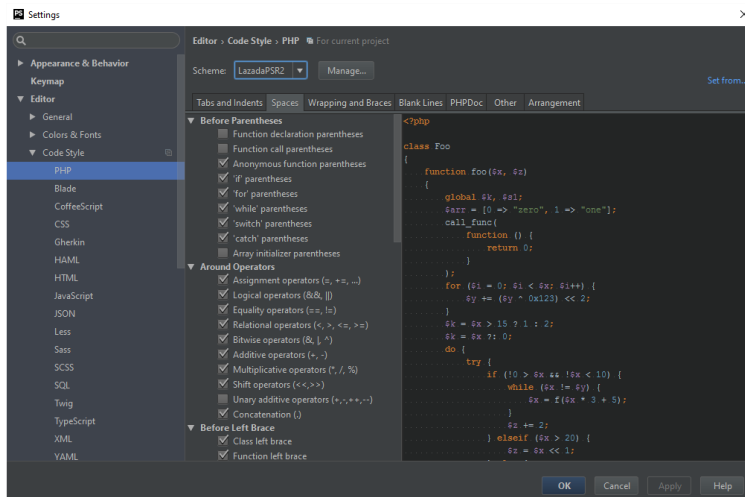 PS Settings
Editor › Code Style › PHP For current project
Scheme: LazadaPSR2 Manage...
Set from...
Appearance & Behavior
Keymap
Editor
General
Colors & Fonts
Code Style
PHP
Blade
CoffeeScript
CSS
Gherkin
HAML
HTML
JavaScript
JSON
Less
Sass
SCSS
SQL
Twig
TypeScript
XML
YAML
Tabs and Indents Spaces Wrapping and Braces Blank Lines PHPDoc Other Arrangement
Before Parentheses
Function declaration parentheses
Function call parentheses
Anonymous function parentheses
'if' parentheses
'for' parentheses
'while' parentheses
'switch' parentheses
'catch' parentheses
Array initializer parentheses
Around Operators
Assignment operators (=, +=, ...)
Logical operators (&&, ||)
Equality operators (==, !=)
Relational operators (<, >, <=, >=)
Bitwise operators (&, |, ^)
Additive operators (+, -)
Multiplicative operators (*, /, %)
Shift operators (<<,>>)
Unary additive operators (+,-,++,--)
Concatenation (.)
Before Left Brace
Class left brace
Function left brace
<?php
class Foo
{
function foo($x, $z)
{
global $k, $s1;
$arr = [0 => "zero", 1 => "one"];
call_func(
function () {
return 0;
}
);
for ($i = 0; $i < $x; $i++) {
$y += ($y ^ 0x123) << 2;
}
$k = $x > 15 ? 1 : 2;
$k = $x ?: 0;
do {
try {
if (!0 > $x && !$x < 10) {
while ($x != $y) {
$x = f($x * 3 + 5);
}
$z += 2;
} elseif ($x > 20) {
$z = $x << 1;
OK Cancel Apply Help